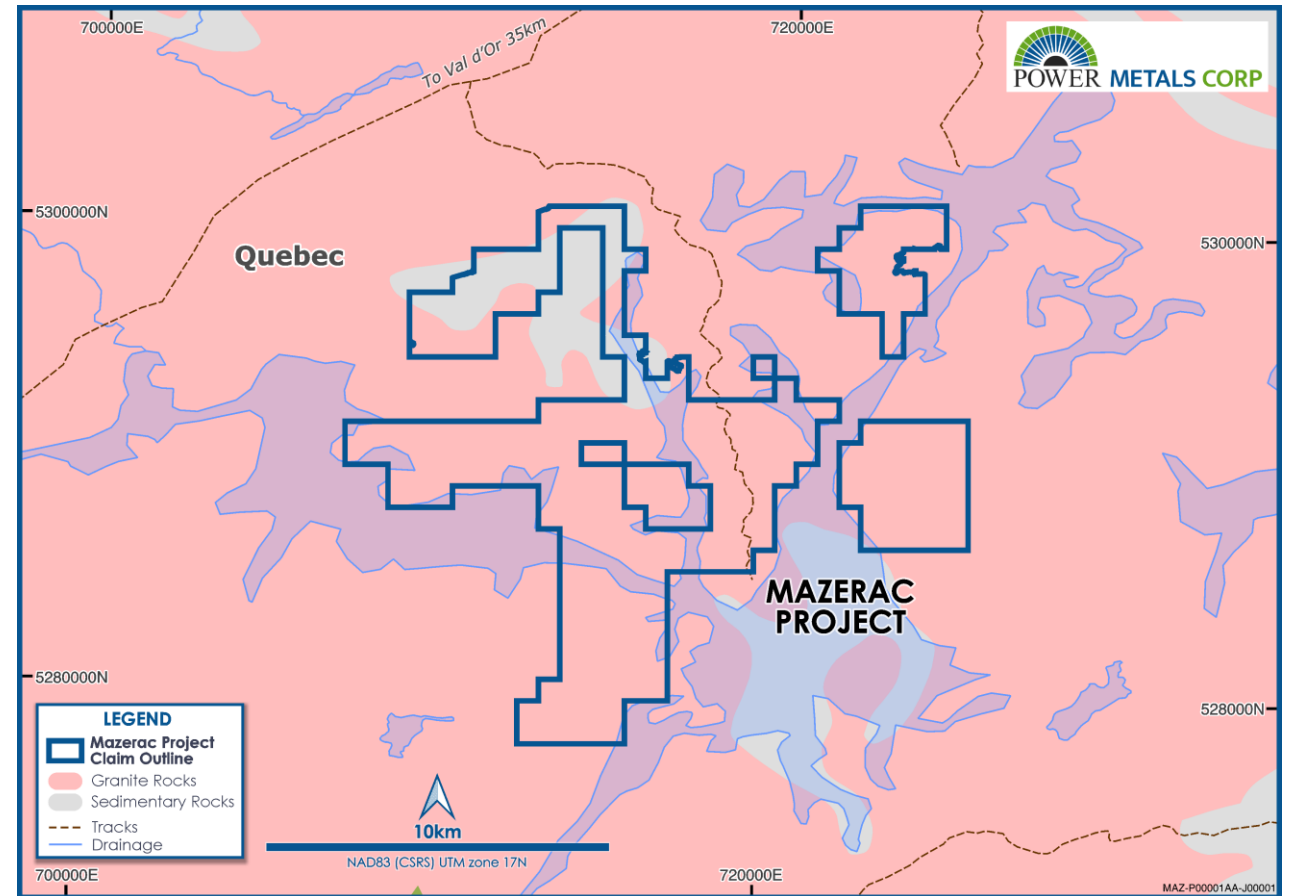 700000E
720000E
To Val d'Or 35km
POWER METALS CORP
5300000N
530000N
Quebec
MAZERAC
PROJECT
5280000N
528000N
LEGEND
Mazerac Project
Claim Outline
Granite Rocks
Sedimentary Rocks
Tracks
Drainage
10km
NAD83 (CSRS) UTM zone 17N
700000E
720000E
MAZ-P00001AA-J00001